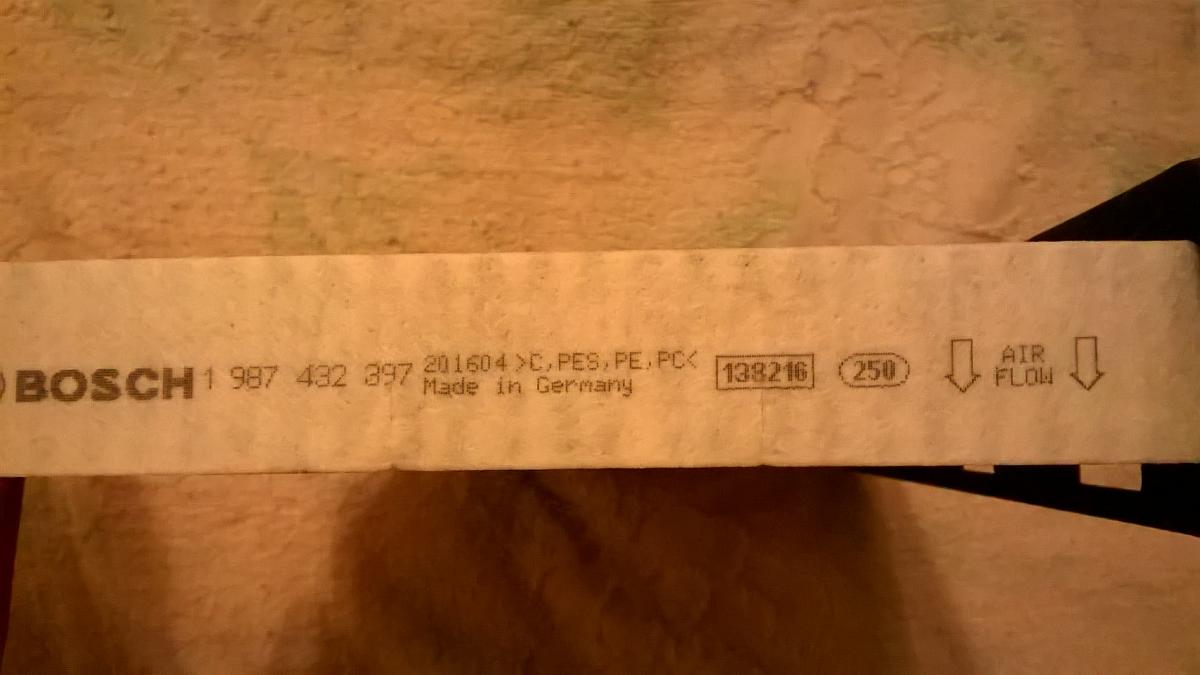 BOSCH 1 987 432 397 201604 >C,PES,PE,PC< 138216 250 AIR
Made in Germany FLOW